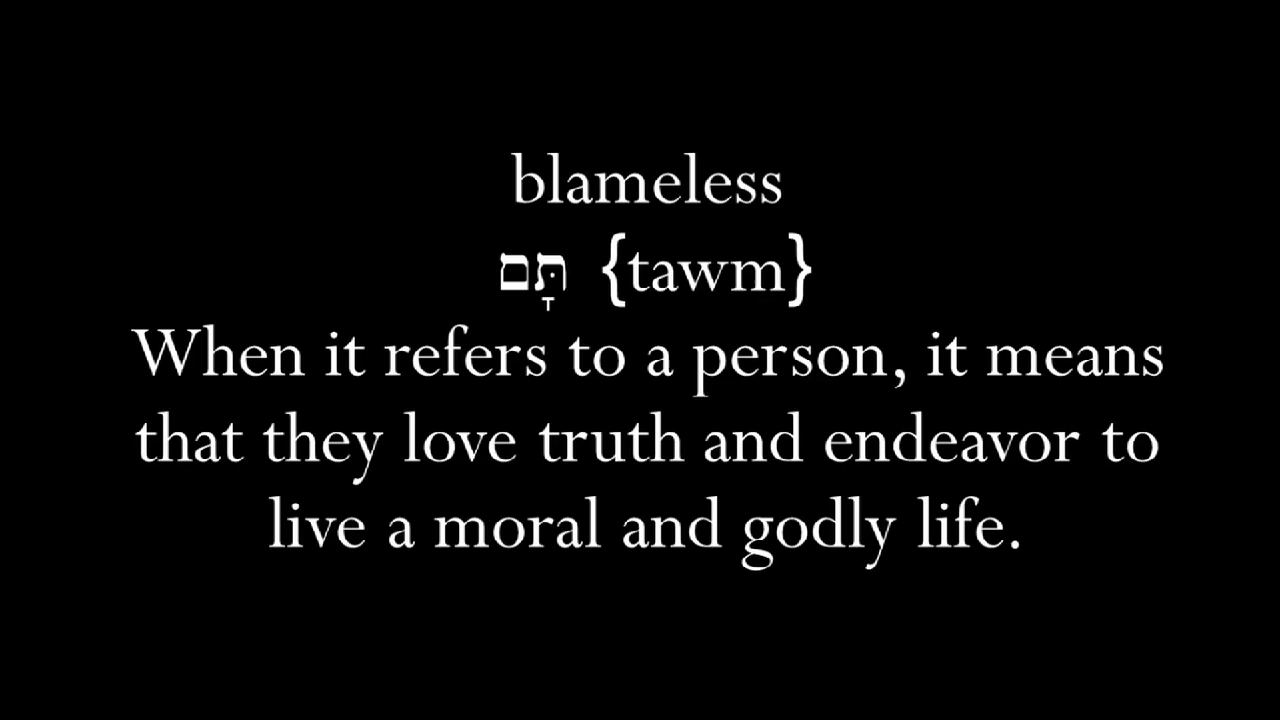 blameless
תָּם {tawm}
When it refers to a person, it means
that they love truth and endeavor to
live a moral and godly life.